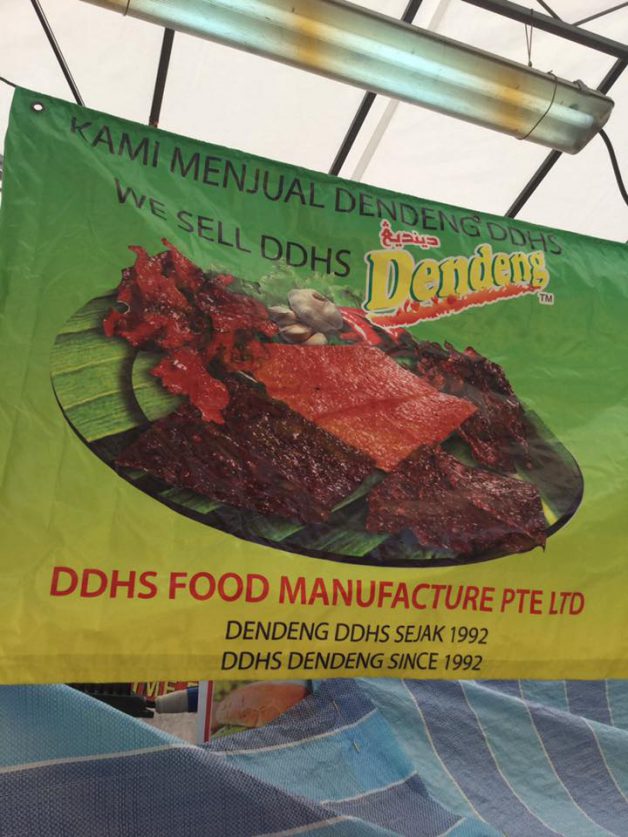 KAMI MENJUAL DENDENG DDHS
WE SELL DDHS
دينديڠ
Dendeng TM
DDHS FOOD MANUFACTURE PTE LTD
DENDENG DDHS SEJAK 1992
DDHS DENDENG SINCE 1992